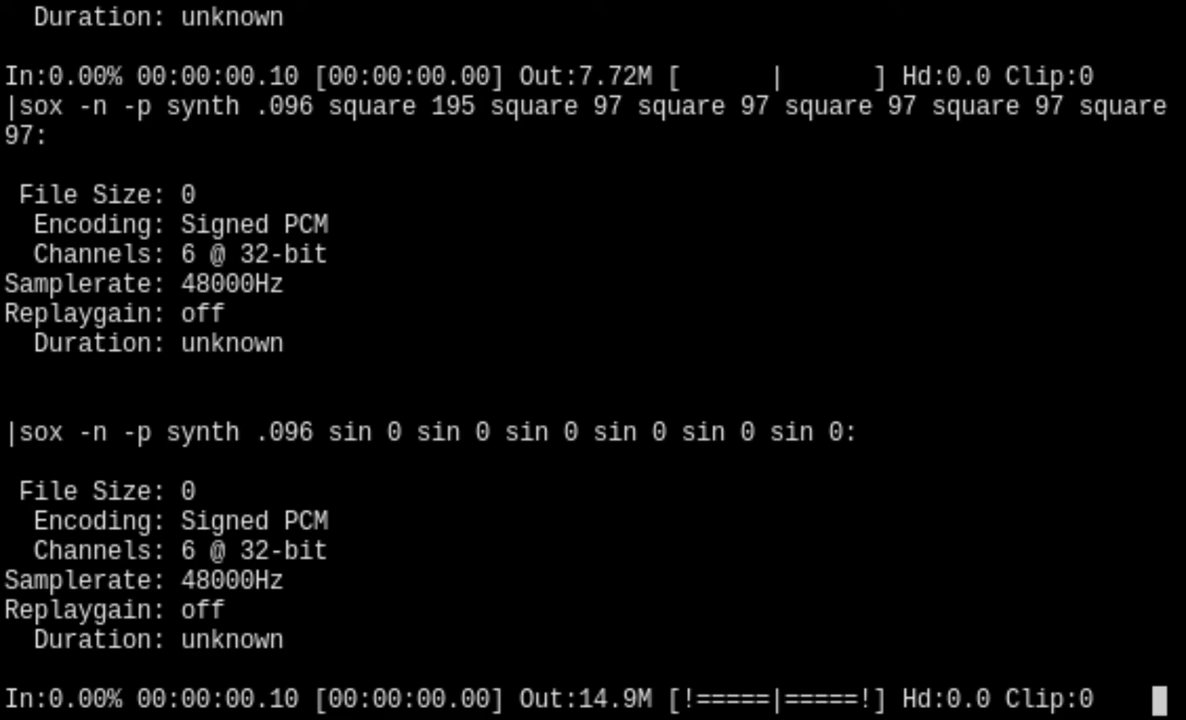 Duration: unknown
In:0.00% 00:00:00.10 [00:00:00.00] Out:7.72M [      |      ] Hd:0.0 Clip:0
|sox -n -p synth .096 square 195 square 97 square 97 square 97 square 97 square
97:
File Size: 0
Encoding: Signed PCM
Channels: 6 @ 32-bit
Samplerate: 48000Hz
Replaygain: off
Duration: unknown
|sox -n -p synth .096 sin 0 sin 0 sin 0 sin 0 sin 0 sin 0:
File Size: 0
Encoding: Signed PCM
Channels: 6 @ 32-bit
Samplerate: 48000Hz
Replaygain: off
Duration: unknown
In:0.00% 00:00:00.10 [00:00:00.00] Out:14.9M [!=====|=====!] Hd:0.0 Clip:0